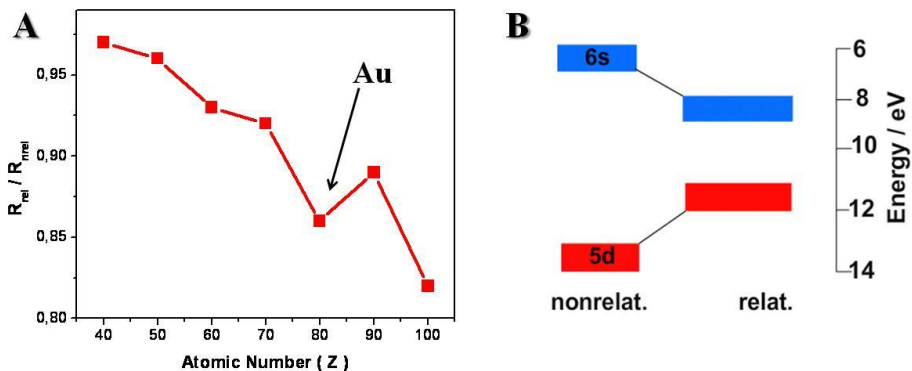 A
Au
0,95
0,90
0,85
0,80
R_rel / R_nrel
40 50 60 70 80 90 100
Atomic Number ( Z )
B
6s
5d
nonrelat. relat.
6
8
10
12
14
Energy / eV